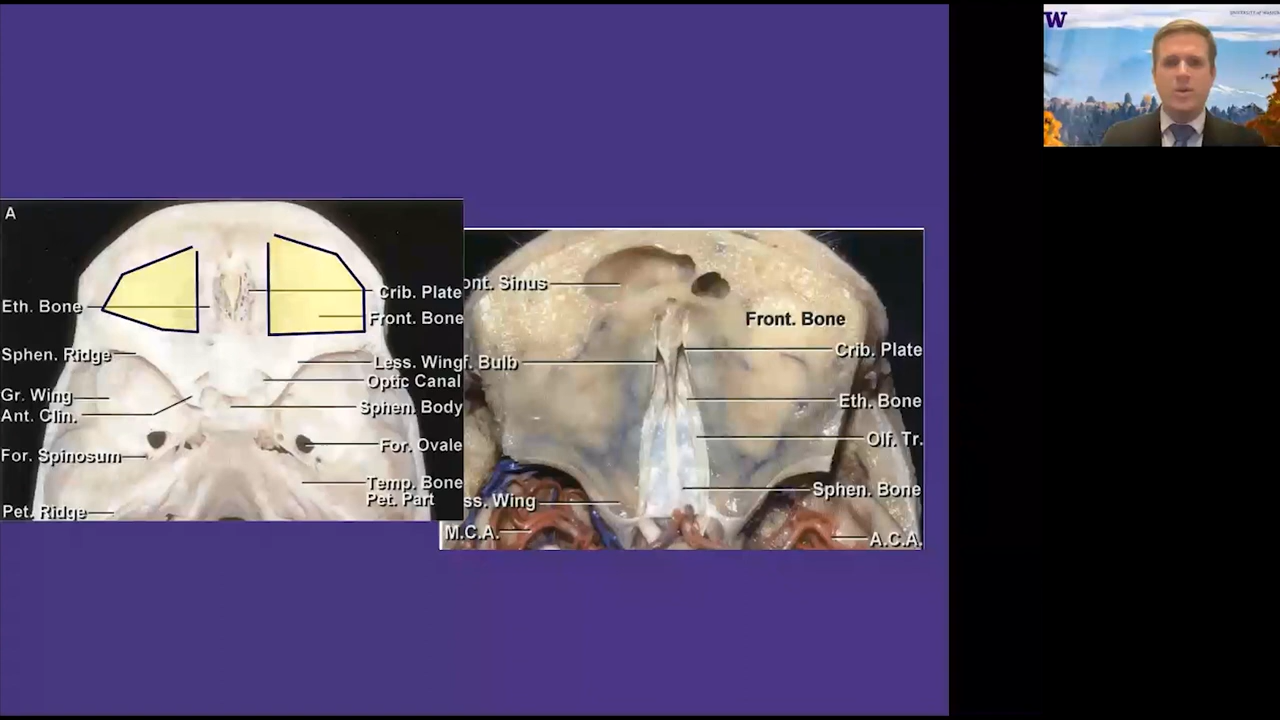 A
Eth. Bone
Sphen. Ridge
Gr. Wing
Ant. Clin.
For. Spinosum
Pet. Ridge
Crib. Plate
Front. Bone
Less. Wing
Optic Canal
Sphen. Body
For. Ovale
Temp. Bone
Pet. Part
ont. Sinus
f. Bulb
ss. Wing
M.C.A.
Front. Bone
Crib. Plate
Eth. Bone
Olf. Tr.
Sphen. Bone
A.C.A.
W